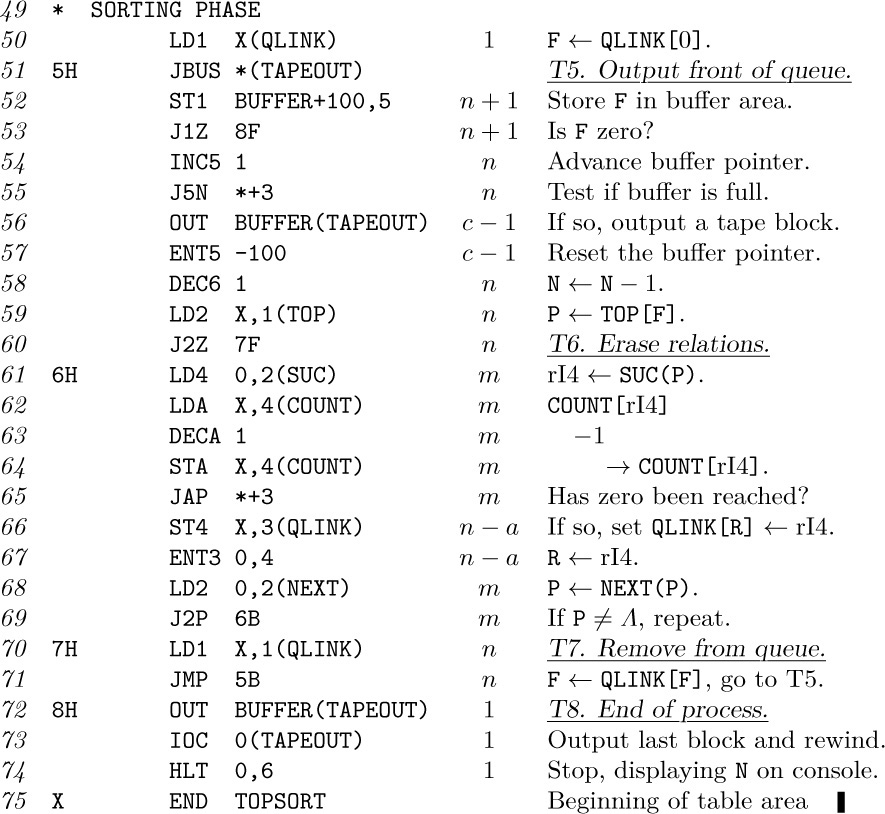 49 * SORTING PHASE
50 LD1 X(QLINK) 1 F ← QLINK[0].
51 5H JBUS *(TAPEOUT) T5. Output front of queue.
52 ST1 BUFFER+100,5 n + 1 Store F in buffer area.
53 J1Z 8F n + 1 Is F zero?
54 INC5 1 n Advance buffer pointer.
55 J5N *+3 n Test if buffer is full.
56 OUT BUFFER(TAPEOUT) c − 1 If so, output a tape block.
57 ENT5 -100 c − 1 Reset the buffer pointer.
58 DEC6 1 n N ← N − 1.
59 LD2 X,1(TOP) n P ← TOP[F].
60 J2Z 7F n T6. Erase relations.
61 6H LD4 0,2(SUC) m rI4 ← SUC(P).
62 LDA X,4(COUNT) m COUNT[rI4]
63 DECA 1 m −1
64 STA X,4(COUNT) m → COUNT[rI4].
65 JAP *+3 m Has zero been reached?
66 ST4 X,3(QLINK) n − a If so, set QLINK[R] ← rI4.
67 ENT3 0,4 n − a R ← rI4.
68 LD2 0,2(NEXT) m P ← NEXT(P).
69 J2P 6B m If P ≠ Λ, repeat.
70 7H LD1 X,1(QLINK) n T7. Remove from queue.
71 JMP 5B n F ← QLINK[F], go to T5.
72 8H OUT BUFFER(TAPEOUT) 1 T8. End of process.
73 IOC 0(TAPEOUT) 1 Output last block and rewind.
74 HLT 0,6 1 Stop, displaying N on console.
75 X END TOPSORT Beginning of table area ▮